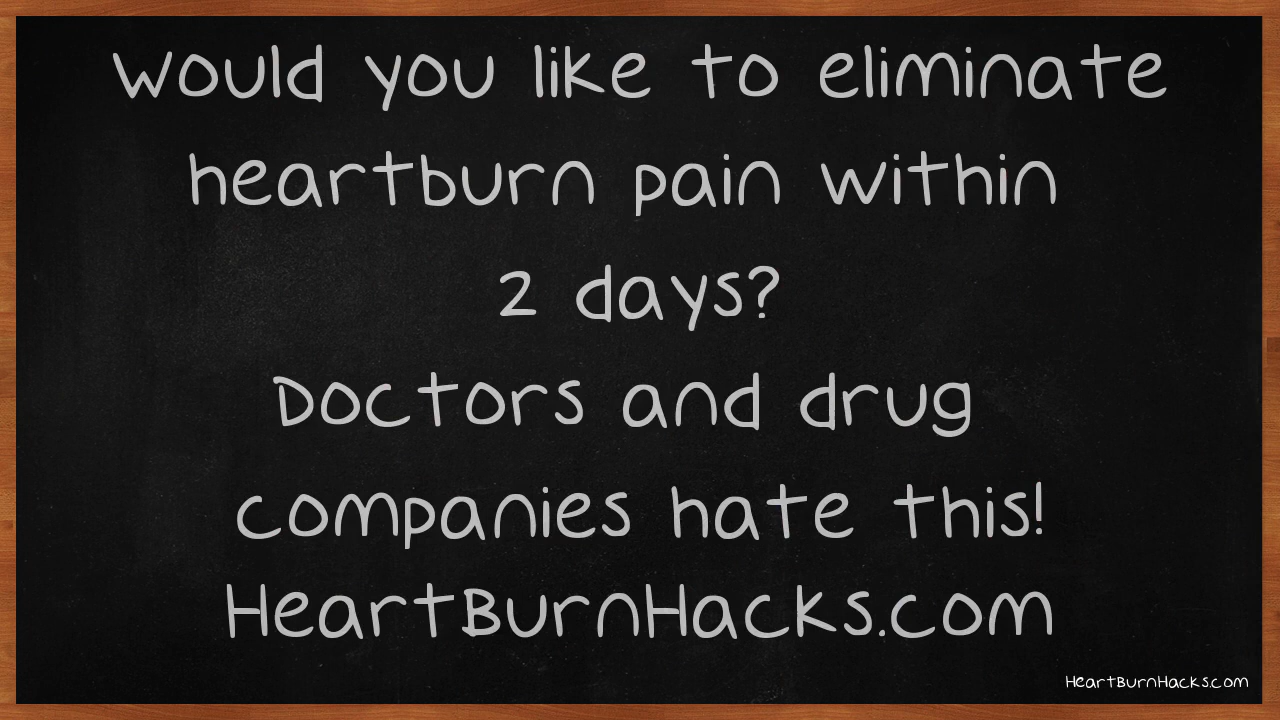 Would you like to eliminate
heartburn pain within
2 days?
Doctors and drug
companies hate this!
HeartBurnHacks.com
HeartBurnHacks.com